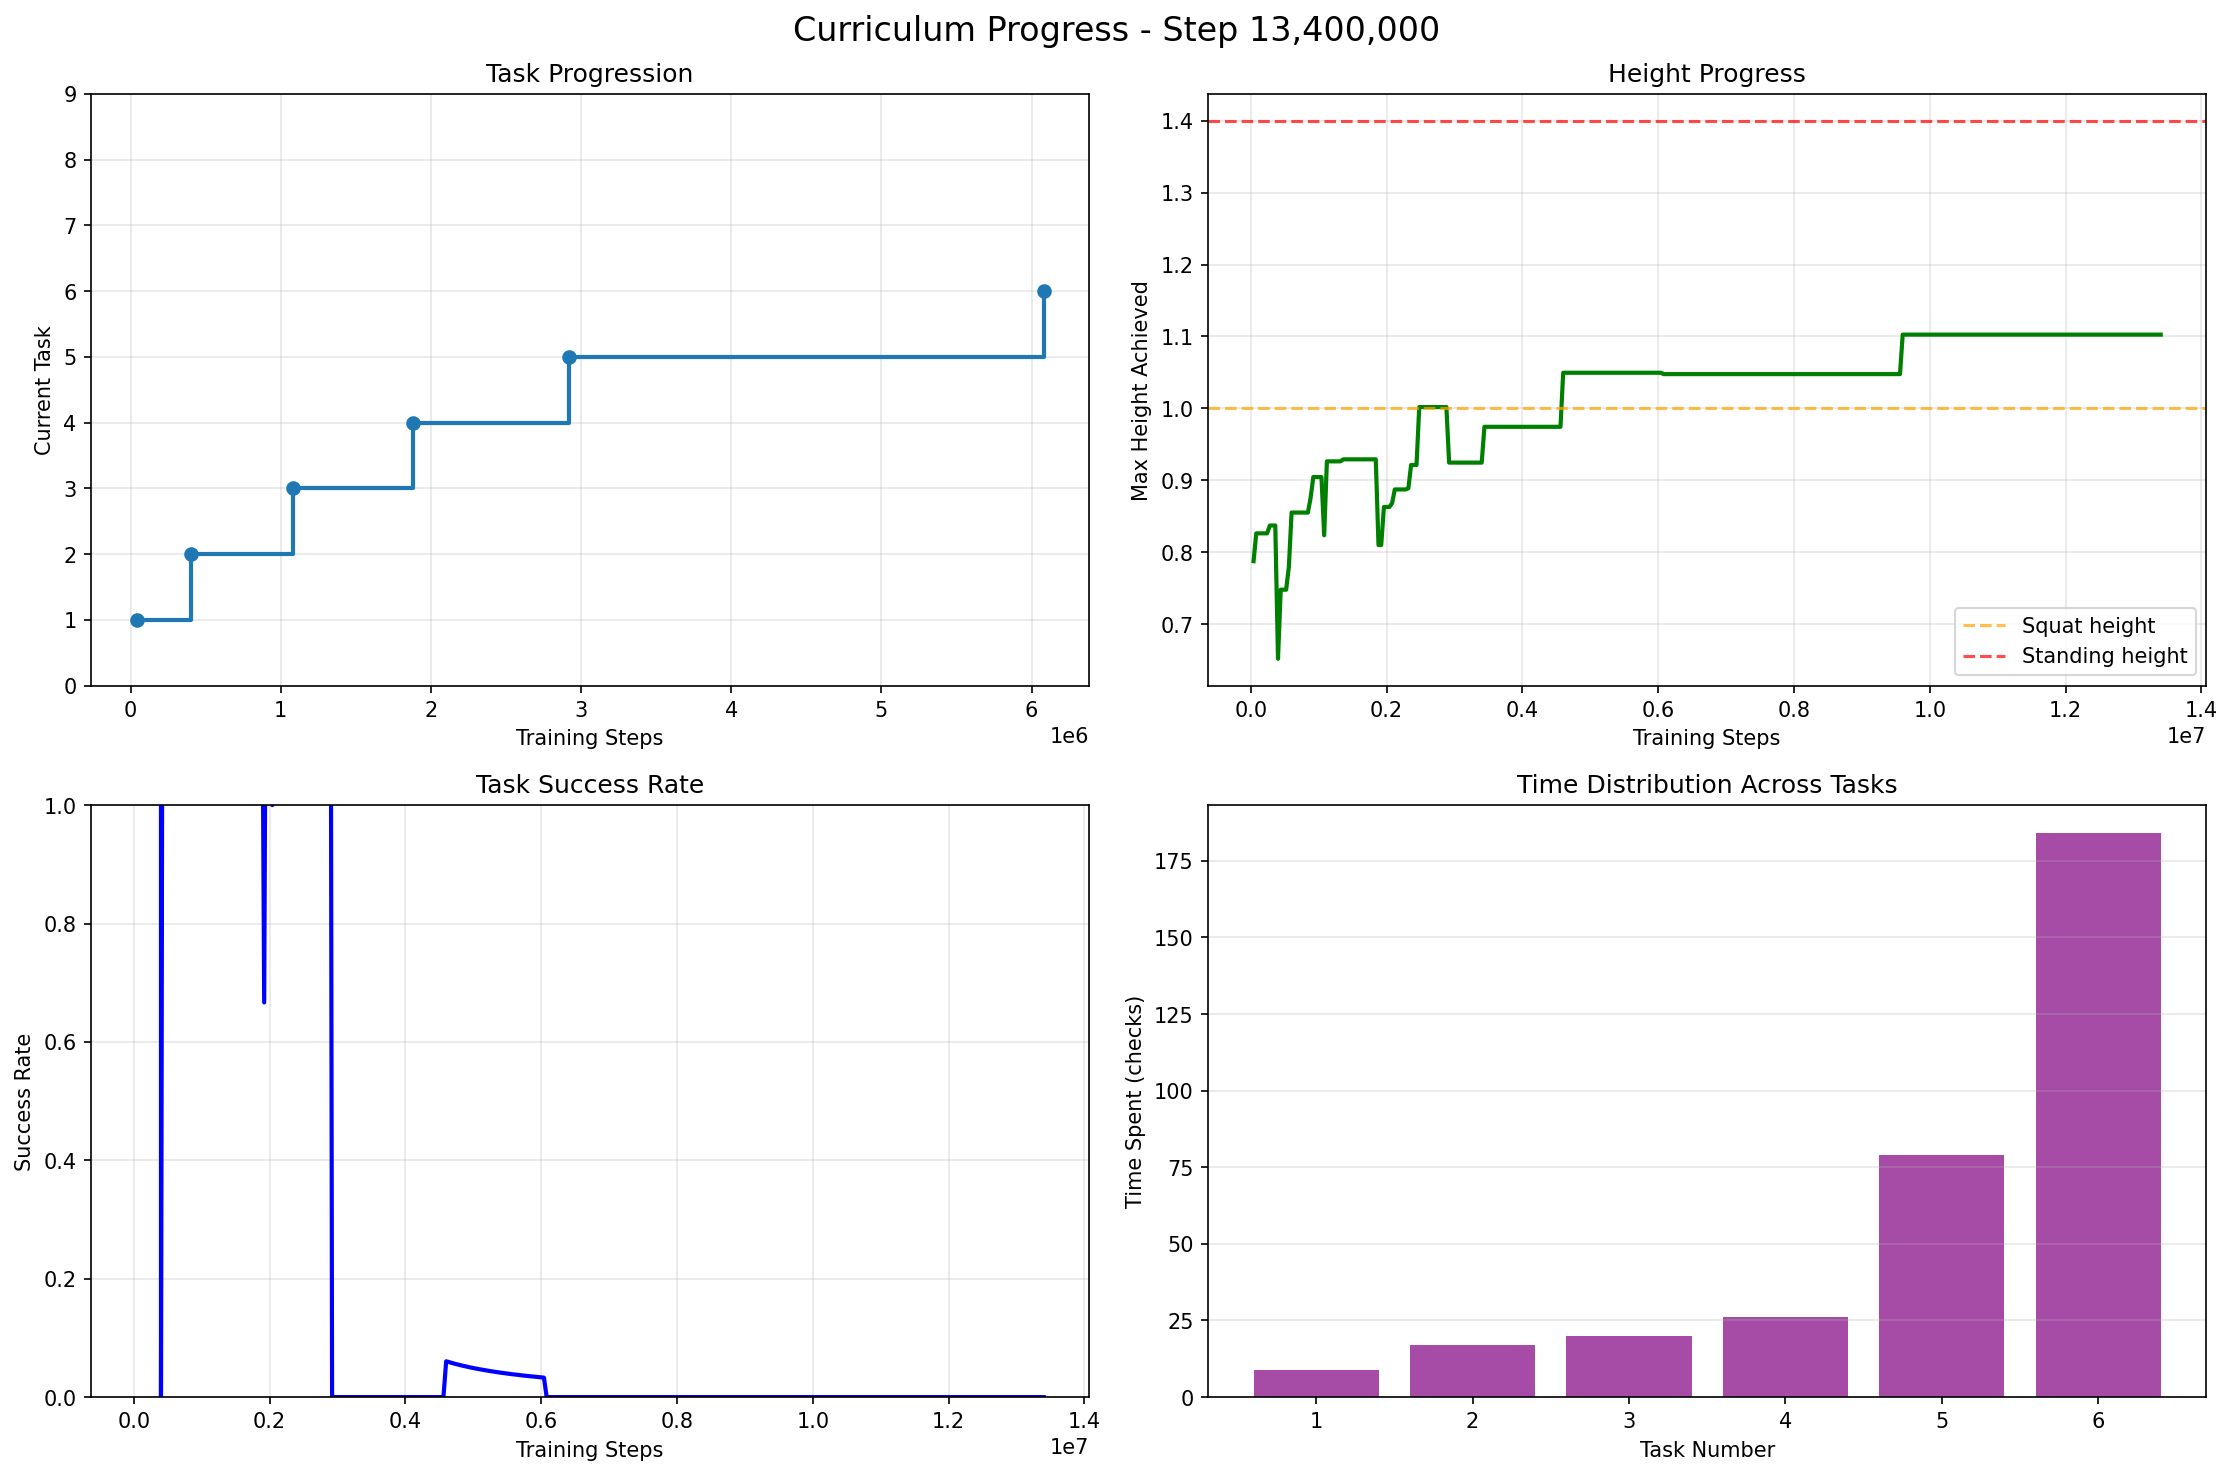 Curriculum Progress - Step 13,400,000
Task Progression
9
8
7
6
5
4
3
2
1
0
Current Task
0 1 2 3 4 5 6
1e6
Training Steps
Height Progress
1.4
1.3
1.2
1.1
1.0
0.9
0.8
0.7
Max Height Achieved
Squat height
Standing height
0.0 0.2 0.4 0.6 0.8 1.0 1.2 1.4
1e7
Training Steps
Task Success Rate
1.0
0.8
0.6
0.4
0.2
0.0
Success Rate
0.0 0.2 0.4 0.6 0.8 1.0 1.2 1.4
1e7
Training Steps
Time Distribution Across Tasks
175
150
125
100
75
50
25
0
Time Spent (checks)
1 2 3 4 5 6
Task Number